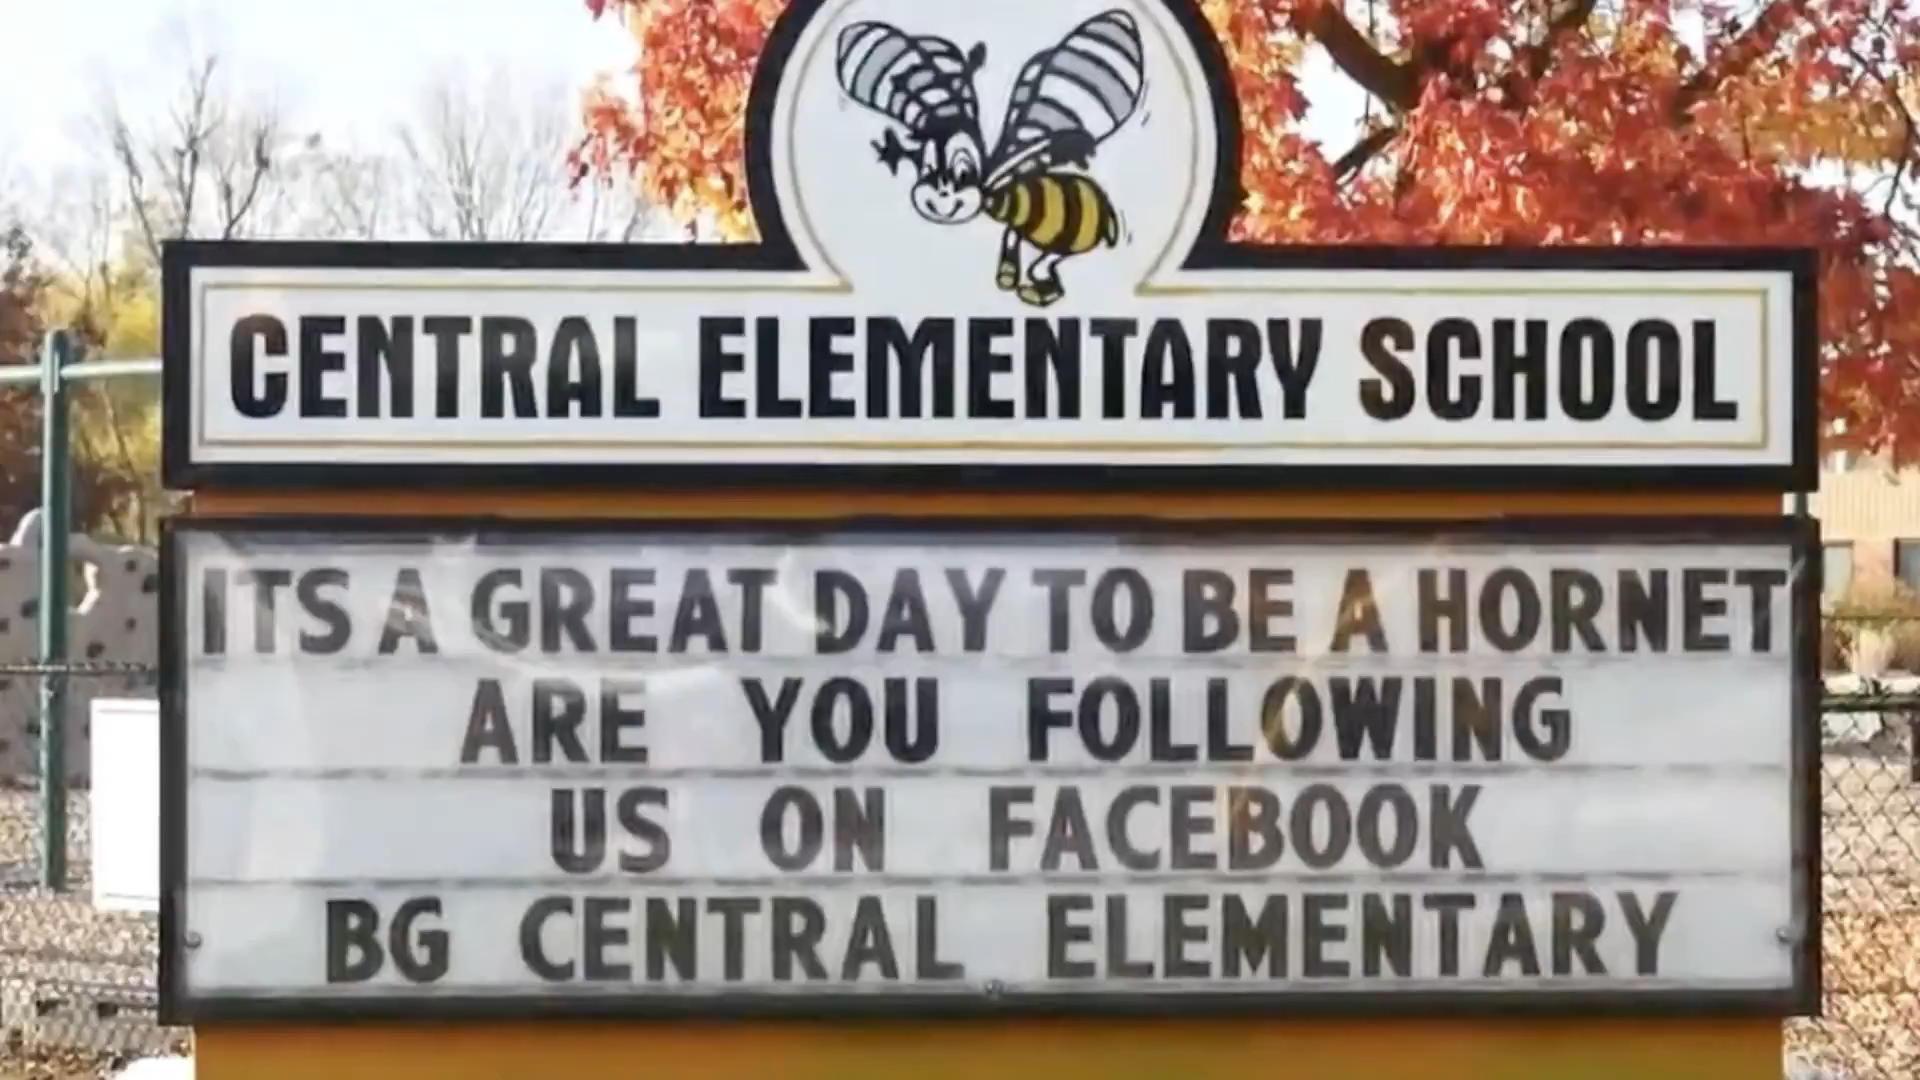 CENTRAL ELEMENTARY SCHOOL
ITS A GREAT DAY TO BE A HORNET
ARE YOU FOLLOWING
US ON FACEBOOK
BG CENTRAL ELEMENTARY